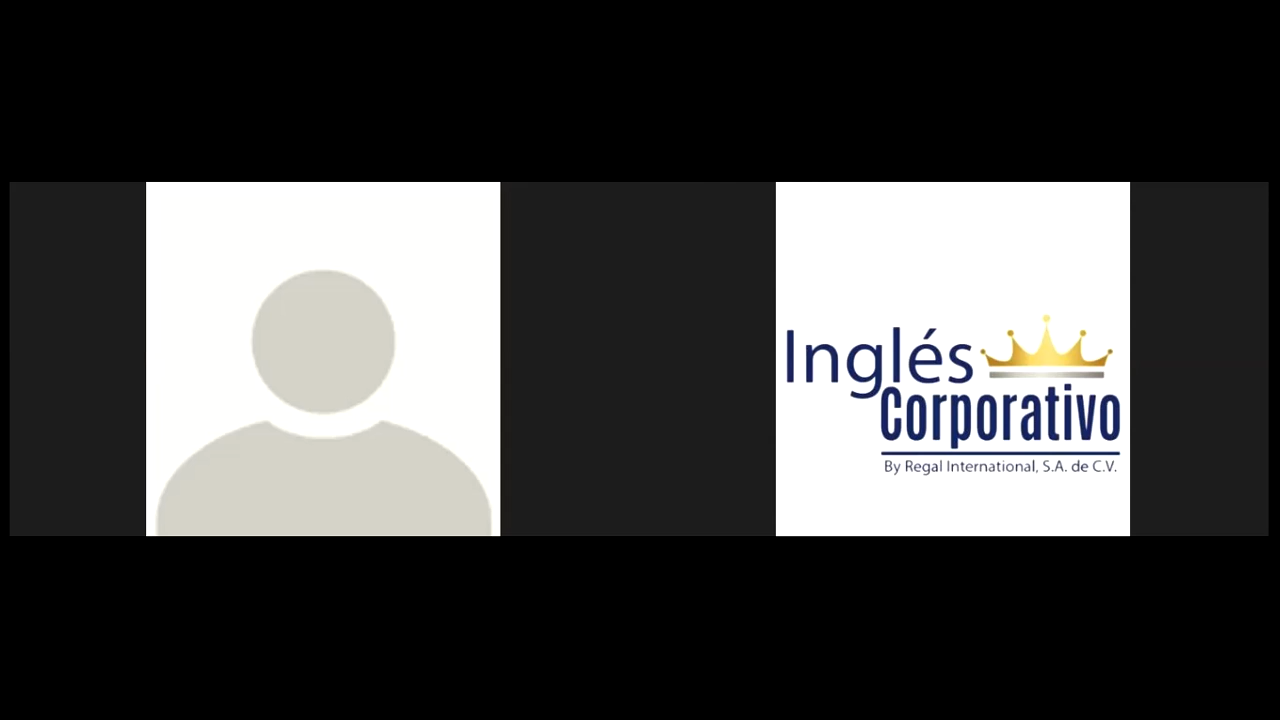 Inglés
Corporativo
By Regal International, S.A. de C.V.